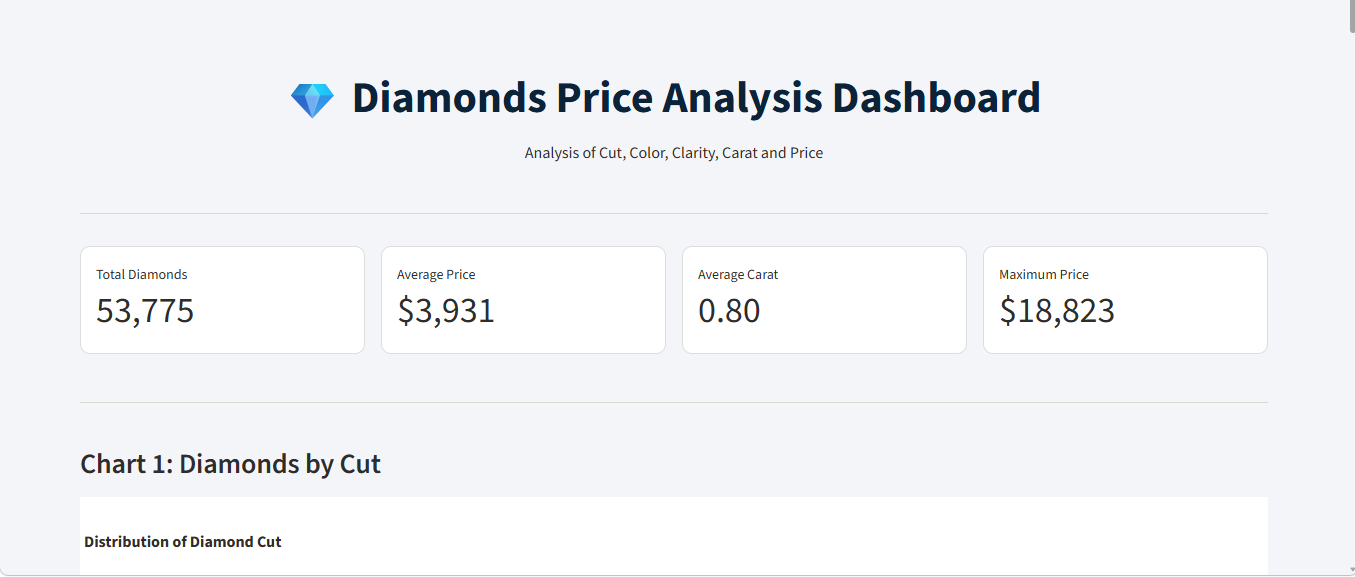 Diamonds Price Analysis Dashboard
Analysis of Cut, Color, Clarity, Carat and Price
Total Diamonds
53,775
Average Price
$3,931
Average Carat
0.80
Maximum Price
$18,823
Chart 1: Diamonds by Cut
Distribution of Diamond Cut